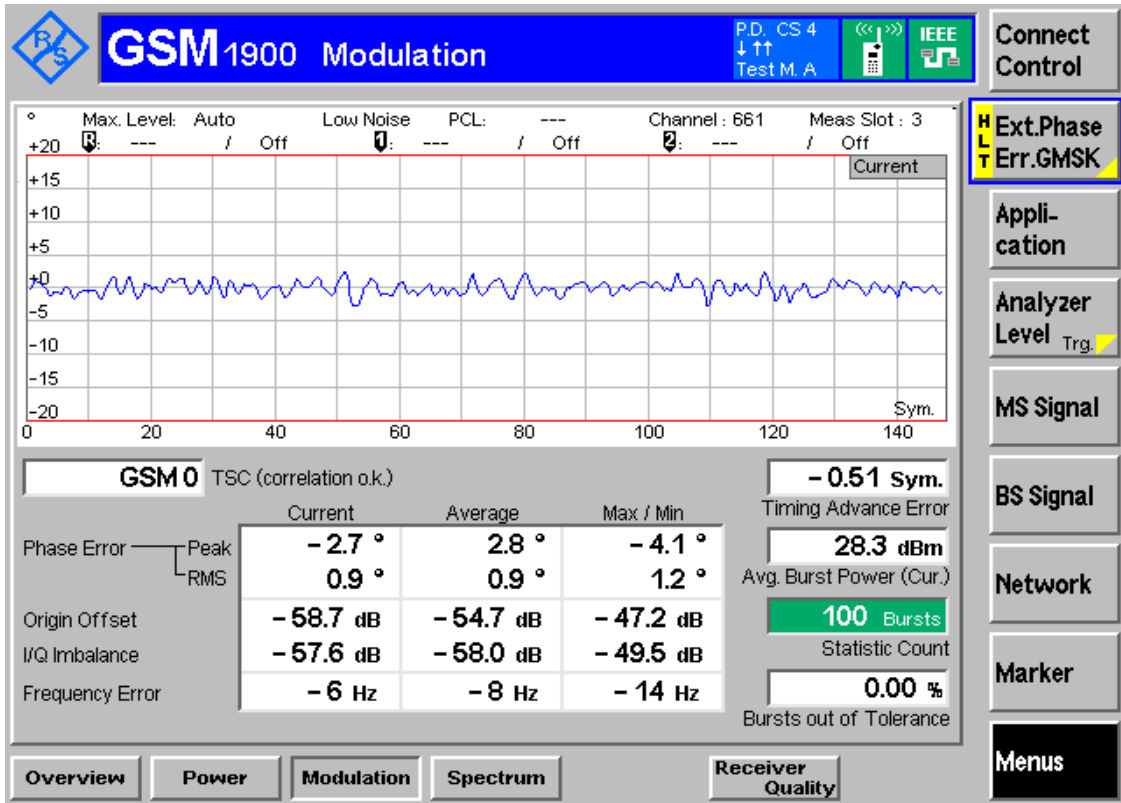 R&S
GSM 1900 Modulation
P.D. CS 4
↓ ↑↑
Test M. A
IEEE
Connect
Control
° Max. Level: Auto Low Noise PCL: --- Channel : 661 Meas Slot : 3
R: --- / Off 1: --- / Off 2: --- / Off
Current
+20
+15
+10
+5
+0
-5
-10
-15
-20
Sym.
0 20 40 60 80 100 120 140
HLT
Ext.Phase
Err.GMSK
Appli-
cation
Analyzer
Level Trg.
MS Signal
BS Signal
Network
Marker
Menus
GSM 0 TSC (correlation o.k.)
- 0.51 Sym.
Timing Advance Error
Current Average Max / Min
Phase Error Peak - 2.7 ° 2.8 ° - 4.1 °
RMS 0.9 ° 0.9 ° 1.2 °
28.3 dBm
Avg. Burst Power (Cur.)
Origin Offset - 58.7 dB - 54.7 dB - 47.2 dB
100 Bursts
Statistic Count
I/Q Imbalance - 57.6 dB - 58.0 dB - 49.5 dB
Frequency Error - 6 Hz - 8 Hz - 14 Hz
0.00 %
Bursts out of Tolerance
Overview Power Modulation Spectrum Receiver
Quality